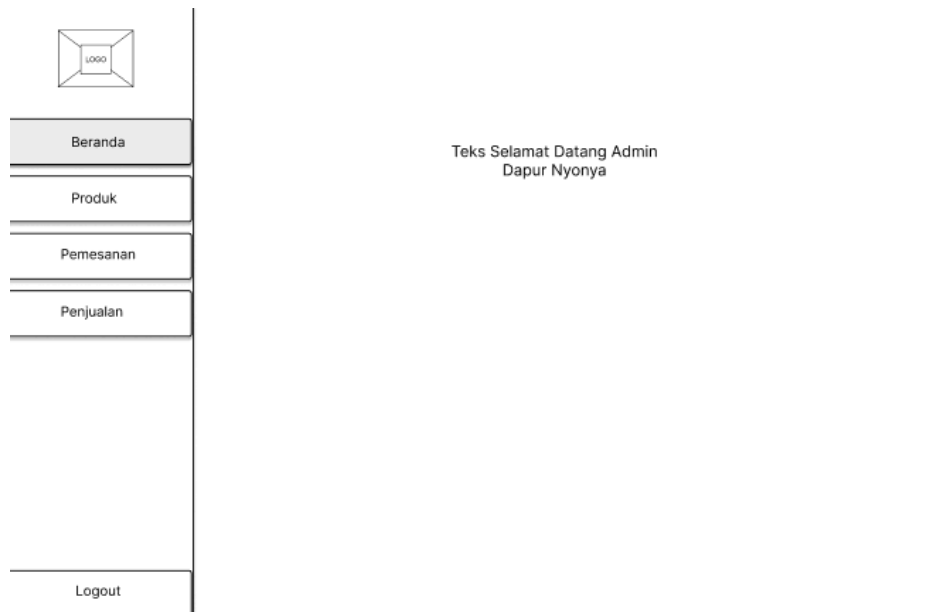 LOGO
Beranda
Produk
Pemesanan
Penjualan
Logout
Teks Selamat Datang Admin
Dapur Nyonya